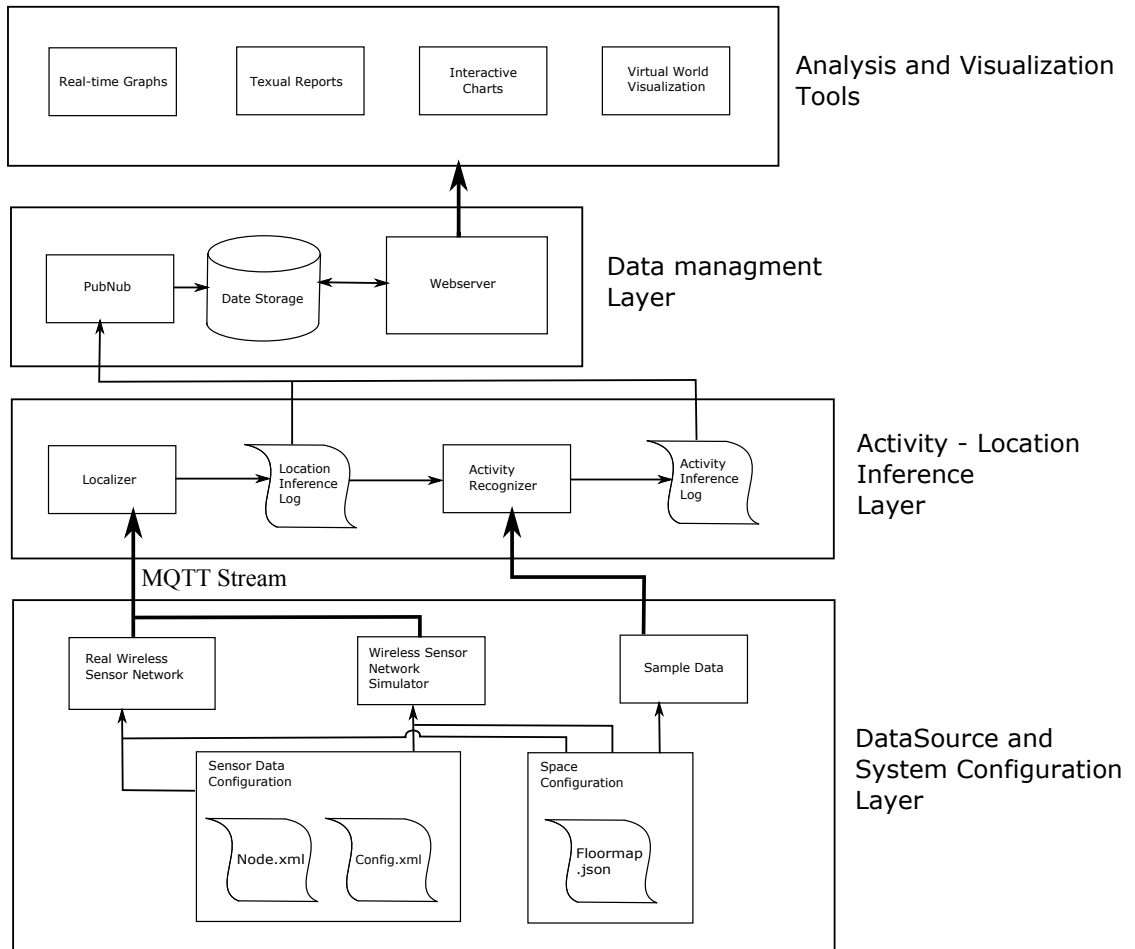 Real-time Graphs
Texual Reports
Interactive
Charts
Virtual World
Visualization
Analysis and Visualization
Tools
PubNub
Date Storage
Webserver
Data managment
Layer
Localizer
Location
Inference
Log
Activity
Recognizer
Activity
Inference
Log
Activity - Location
Inference
Layer
MQTT Stream
Real Wireless
Sensor Network
Wireless Sensor
Network
Simulator
Sample Data
Sensor Data
Configuration
Node.xml
Config.xml
Space
Configuration
Floormap
.json
DataSource and
System Configuration
Layer